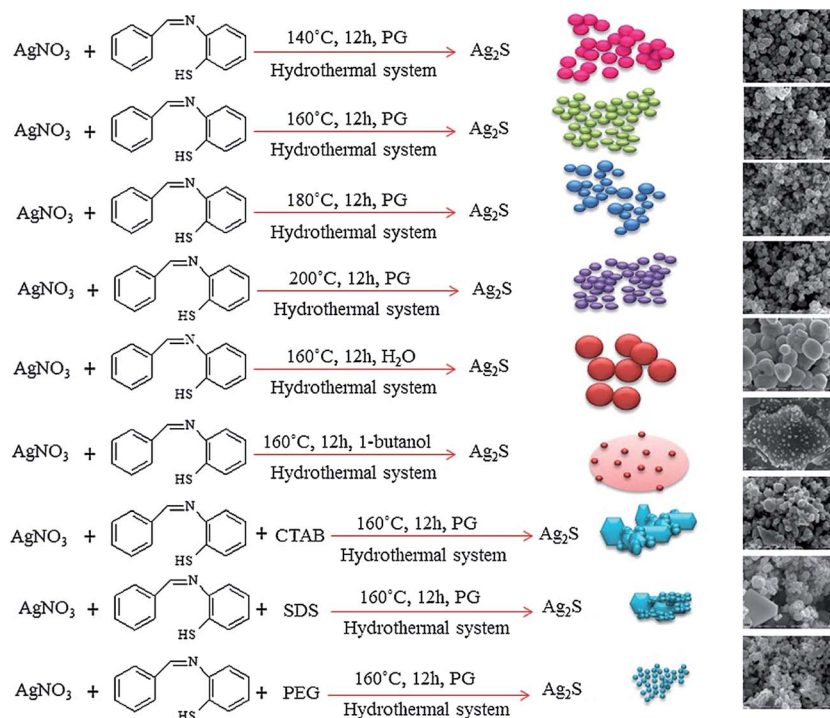 140°C, 12h, PG
AgNO₃ + N HS Hydrothermal system Ag₂S
160°C, 12h, PG
AgNO₃ + N HS Hydrothermal system Ag₂S
180°C, 12h, PG
AgNO₃ + N HS Hydrothermal system Ag₂S
200°C, 12h, PG
AgNO₃ + N HS Hydrothermal system Ag₂S
160°C, 12h, H₂O
AgNO₃ + N HS Hydrothermal system Ag₂S
160°C, 12h, 1-butanol
AgNO₃ + N HS Hydrothermal system Ag₂S
160°C, 12h, PG
AgNO₃ + N HS + CTAB Hydrothermal system Ag₂S
160°C, 12h, PG
AgNO₃ + N HS + SDS Hydrothermal system Ag₂S
160°C, 12h, PG
AgNO₃ + N HS + PEG Hydrothermal system Ag₂S